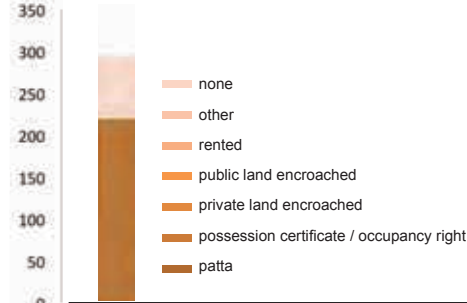 350
300
250
200
150
100
50
0
none
other
rented
public land encroached
private land encroached
possession certificate / occupancy right
patta